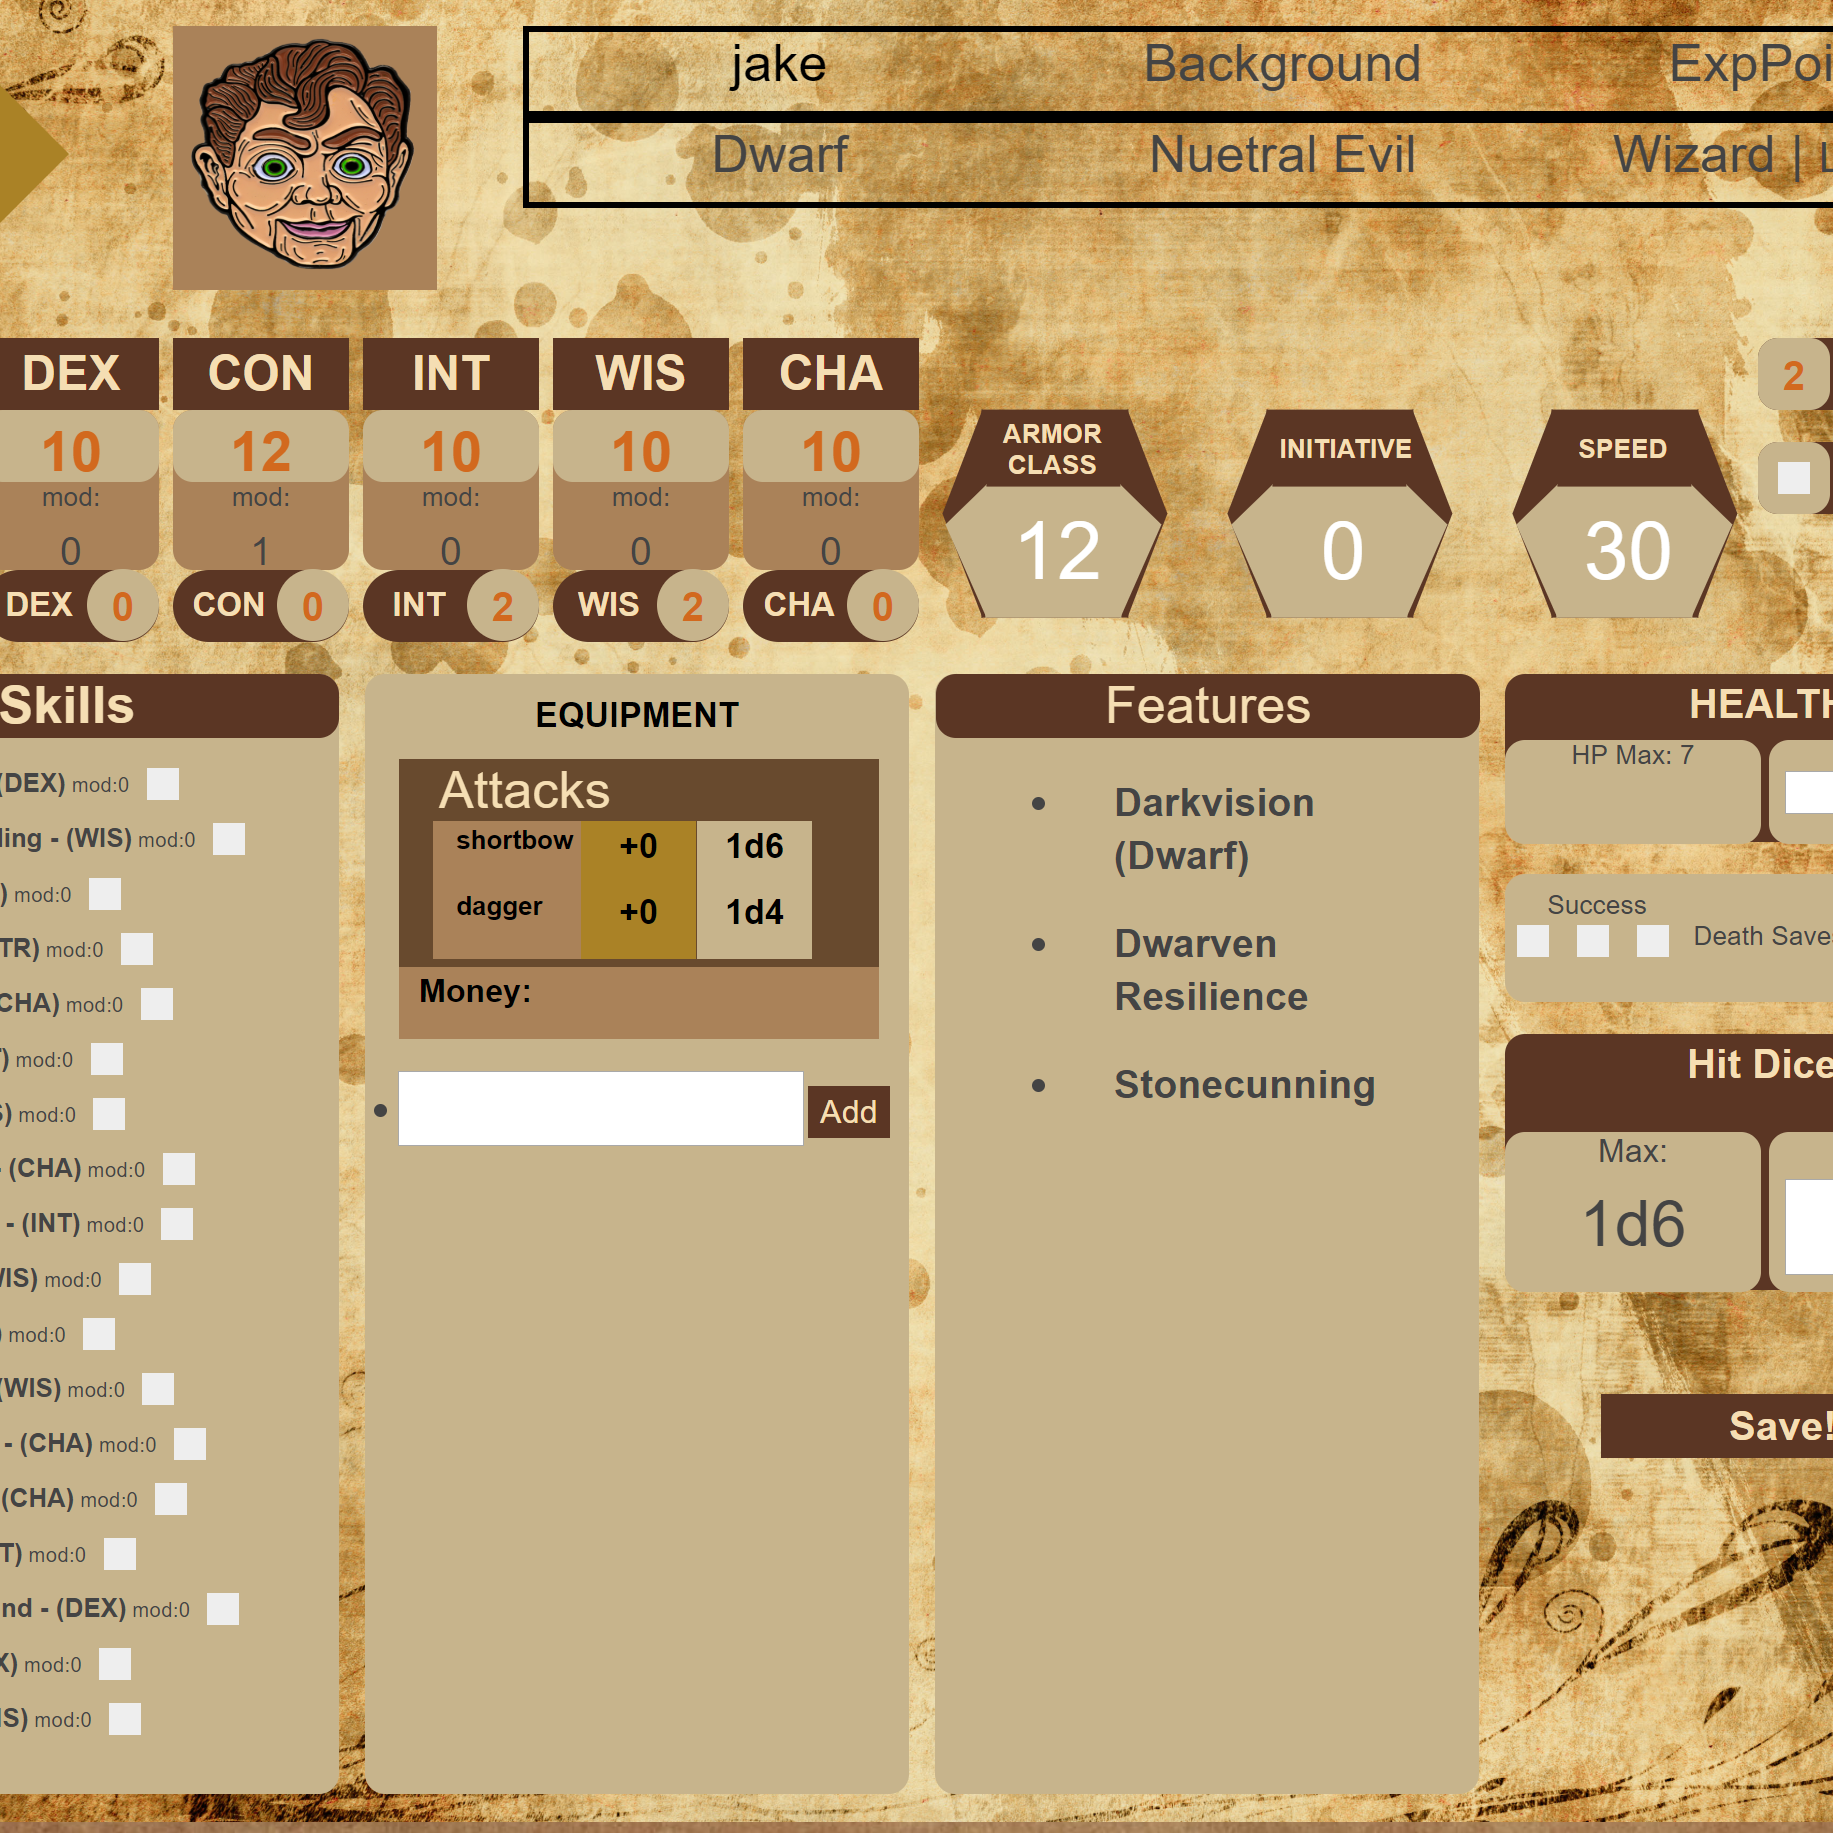 jake Background ExpPoi
Dwarf Nuetral Evil Wizard | L
DEX CON INT WIS CHA
10 12 10 10 10
mod: mod: mod: mod: mod:
0 1 0 0 0
DEX 0 CON 0 INT 2 WIS 2 CHA 0
ARMOR
CLASS
12
INITIATIVE
0
SPEED
30
2
Skills
(DEX) mod:0
ling - (WIS) mod:0
) mod:0
TR) mod:0
CHA) mod:0
) mod:0
S) mod:0
- (CHA) mod:0
- (INT) mod:0
VIS) mod:0
) mod:0
(WIS) mod:0
- (CHA) mod:0
(CHA) mod:0
T) mod:0
nd - (DEX) mod:0
X) mod:0
IS) mod:0
EQUIPMENT
Attacks
shortbow +0 1d6
dagger +0 1d4
Money:
Add
Features
• Darkvision
(Dwarf)
• Dwarven
Resilience
• Stonecunning
HEALTH
HP Max: 7
Success
Death Saves
Hit Dice
Max:
1d6
Save!